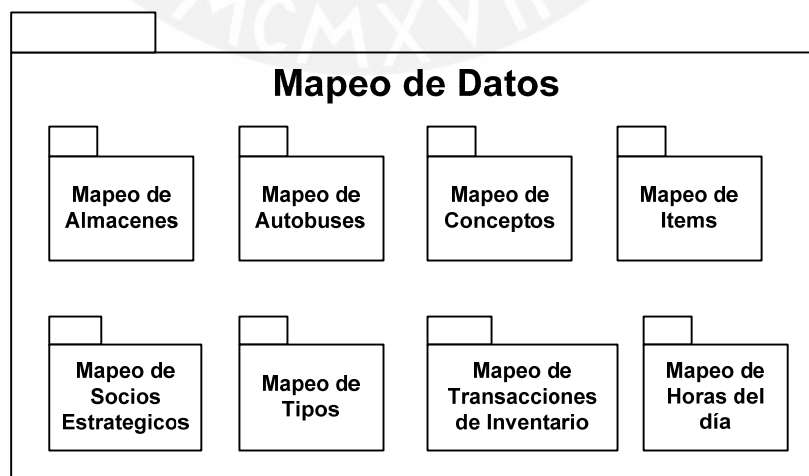 MCMXVII
Mapeo de Datos
Mapeo de
Almacenes
Mapeo de
Autobuses
Mapeo de
Conceptos
Mapeo de
Items
Mapeo de
Socios
Estrategicos
Mapeo de
Tipos
Mapeo de
Transacciones
de Inventario
Mapeo de
Horas del
día